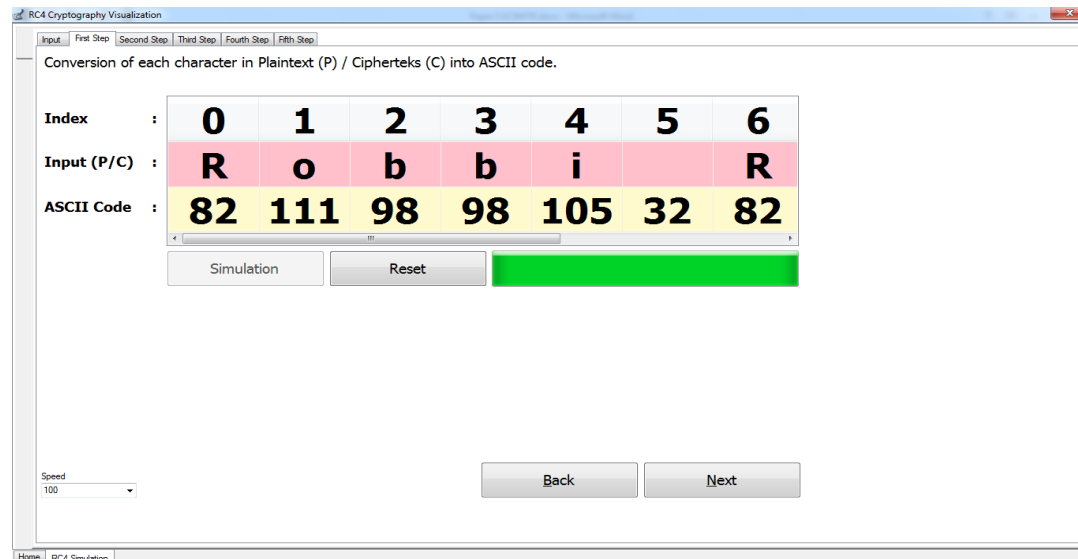 RC4 Cryptography Visualization
Input First Step Second Step Third Step Fourth Step Fifth Step
Conversion of each character in Plaintext (P) / Cipherteks (C) into ASCII code.
Index : 0 1 2 3 4 5 6
Input (P/C) : R o b b i R
ASCII Code : 82 111 98 98 105 32 82
Simulation Reset
Speed
100
Back Next
Home RC4 Simulation